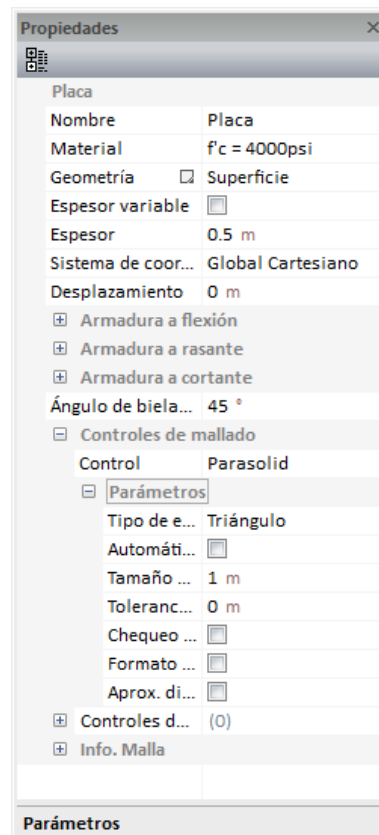 Propiedades
Placa
Nombre Placa
Material f'c = 4000psi
Geometría Superficie
Espesor variable
Espesor 0.5 m
Sistema de coor... Global Cartesiano
Desplazamiento 0 m
Armadura a flexión
Armadura a rasante
Armadura a cortante
Ángulo de biela... 45 °
Controles de mallado
Control Parasolid
Parámetros
Tipo de e... Triángulo
Automáti...
Tamaño ... 1 m
Toleranc... 0 m
Chequeo ...
Formato ...
Aprox. di...
Controles d... (0)
Info. Malla
Parámetros